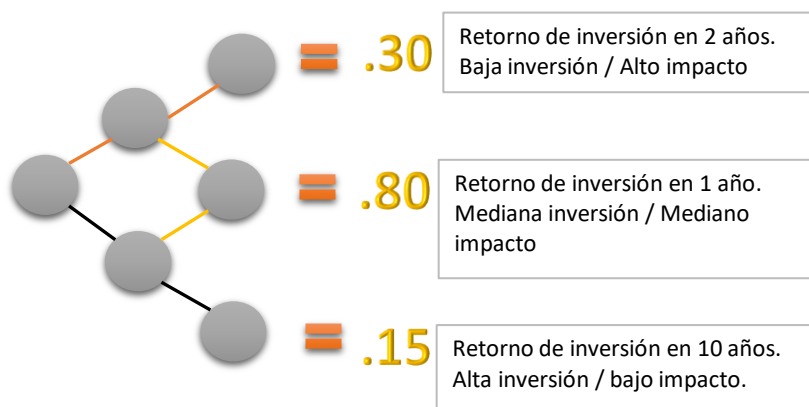 = .30
Retorno de inversión en 2 años.
Baja inversión / Alto impacto
= .80
Retorno de inversión en 1 año.
Mediana inversión / Mediano
impacto
= .15
Retorno de inversión en 10 años.
Alta inversión / bajo impacto.